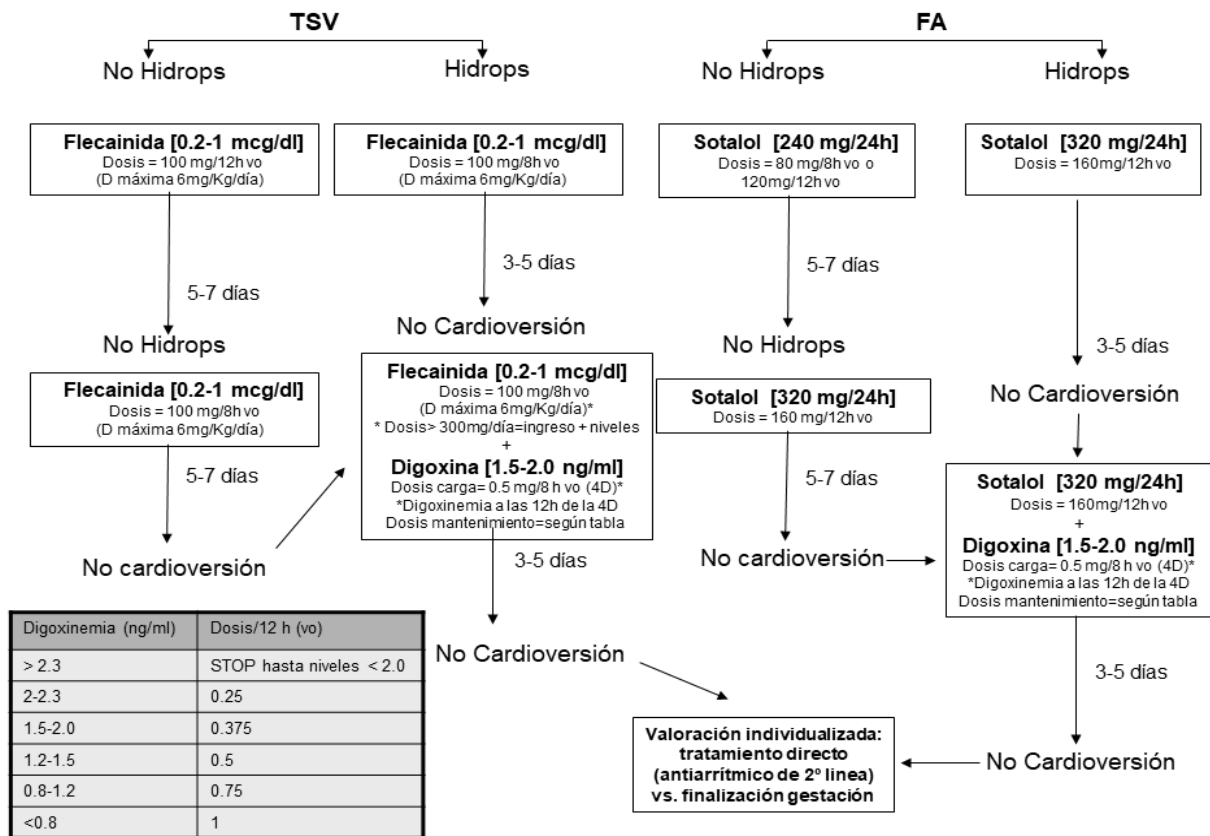 TSV
No Hidrops
Hidrops
Flecainida [0.2-1 mcg/dl]
Dosis = 100 mg/12h vo
(D máxima 6mg/Kg/día)
5-7 días
No Hidrops
Flecainida [0.2-1 mcg/dl]
Dosis = 100 mg/8h vo
(D máxima 6mg/Kg/día)
5-7 días
No cardioversión
Flecainida [0.2-1 mcg/dl]
Dosis = 100 mg/8h vo
(D máxima 6mg/Kg/día)
3-5 días
No Cardioversión
Flecainida [0.2-1 mcg/dl]
Dosis = 100 mg/8h vo
(D máxima 6mg/Kg/día)*
* Dosis> 300mg/día=ingreso + niveles
+
Digoxina [1.5-2.0 ng/ml]
Dosis carga= 0.5 mg/8 h vo (4D)*
*Digoxinemia a las 12h de la 4D
Dosis mantenimiento=según tabla
3-5 días
No Cardioversión
FA
No Hidrops
Hidrops
Sotalol [240 mg/24h]
Dosis = 80 mg/8h vo o
120mg/12h vo
5-7 días
No Hidrops
Sotalol [320 mg/24h]
Dosis = 160 mg/12h vo
5-7 días
No cardioversión
Sotalol [320 mg/24h]
Dosis = 160mg/12h vo
3-5 días
No Cardioversión
Sotalol [320 mg/24h]
Dosis = 160mg/12h vo
+
Digoxina [1.5-2.0 ng/ml]
Dosis carga= 0.5 mg/8 h vo (4D)*
*Digoxinemia a las 12h de la 4D
Dosis mantenimiento=según tabla
3-5 días
No Cardioversión
Valoración individualizada:
tratamiento directo
(antiarrítmico de 2º linea)
vs. finalización gestación
Digoxinemia (ng/ml) Dosis/12 h (vo)
> 2.3 STOP hasta niveles < 2.0
2-2.3 0.25
1.5-2.0 0.375
1.2-1.5 0.5
0.8-1.2 0.75
<0.8 1